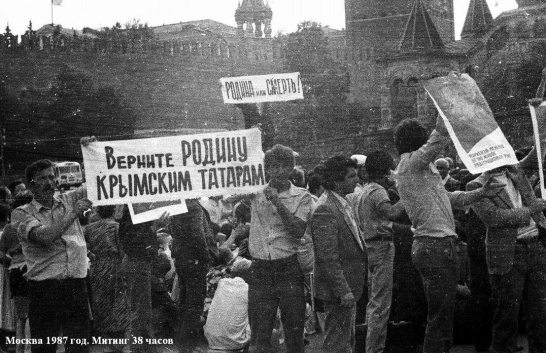 РОДИНА ИЛИ СМЕРТЬ!
ВЕРНИТЕ РОДИНУ
КРЫМСКИМ ТАТАРАМ
Москва 1987 год. Митинг 38 часов